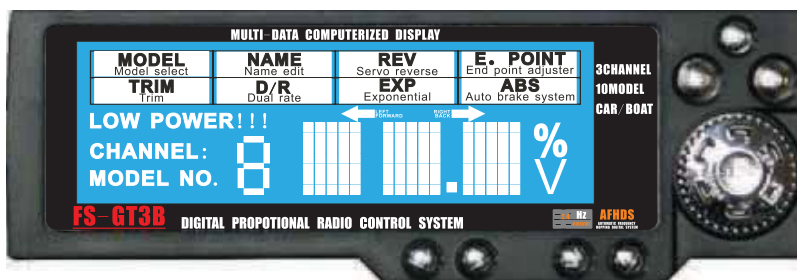 MULTI-DATA COMPUTERIZED DISPLAY
MODEL NAME REV E. POINT
Model select Name edit Servo reverse End point adjuster
TRIM D/R EXP ABS
Trim Dual rate Exponential Auto brake system
3CHANNEL
10MODEL
CAR/BOAT
LOW POWER!!!
LEFT RIGHT
FORWARD BACK
CHANNEL: %
MODEL NO. V
FS-GT3B DIGITAL PROPOTIONAL RADIO CONTROL SYSTEM
Hz AFHDS
AUTOMATIC FREQUENCY
HOPPING DIGITAL SYSTEM